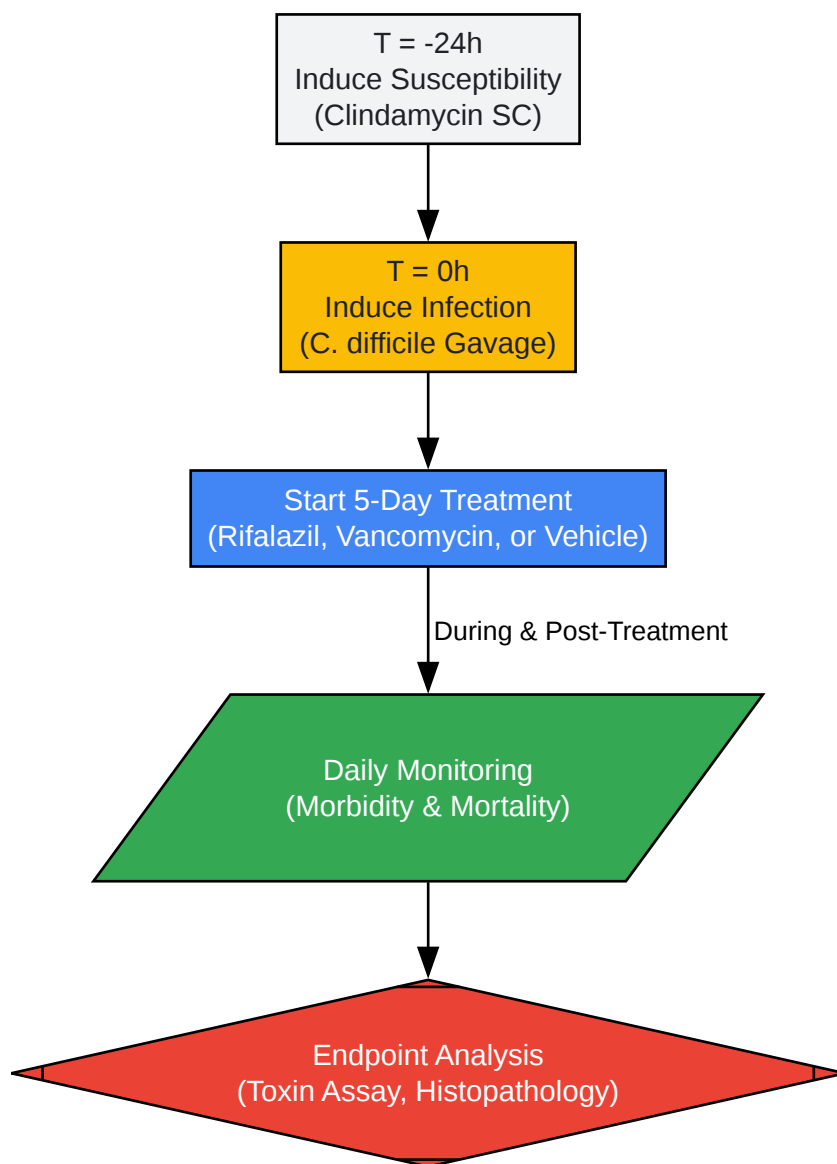 T = -24h
Induce Susceptibility
(Clindamycin SC)
T = 0h
Induce Infection
(C. difficile Gavage)
Start 5-Day Treatment
(Rifalazil, Vancomycin, or Vehicle)
During & Post-Treatment
Daily Monitoring
(Morbidity & Mortality)
Endpoint Analysis
(Toxin Assay, Histopathology)